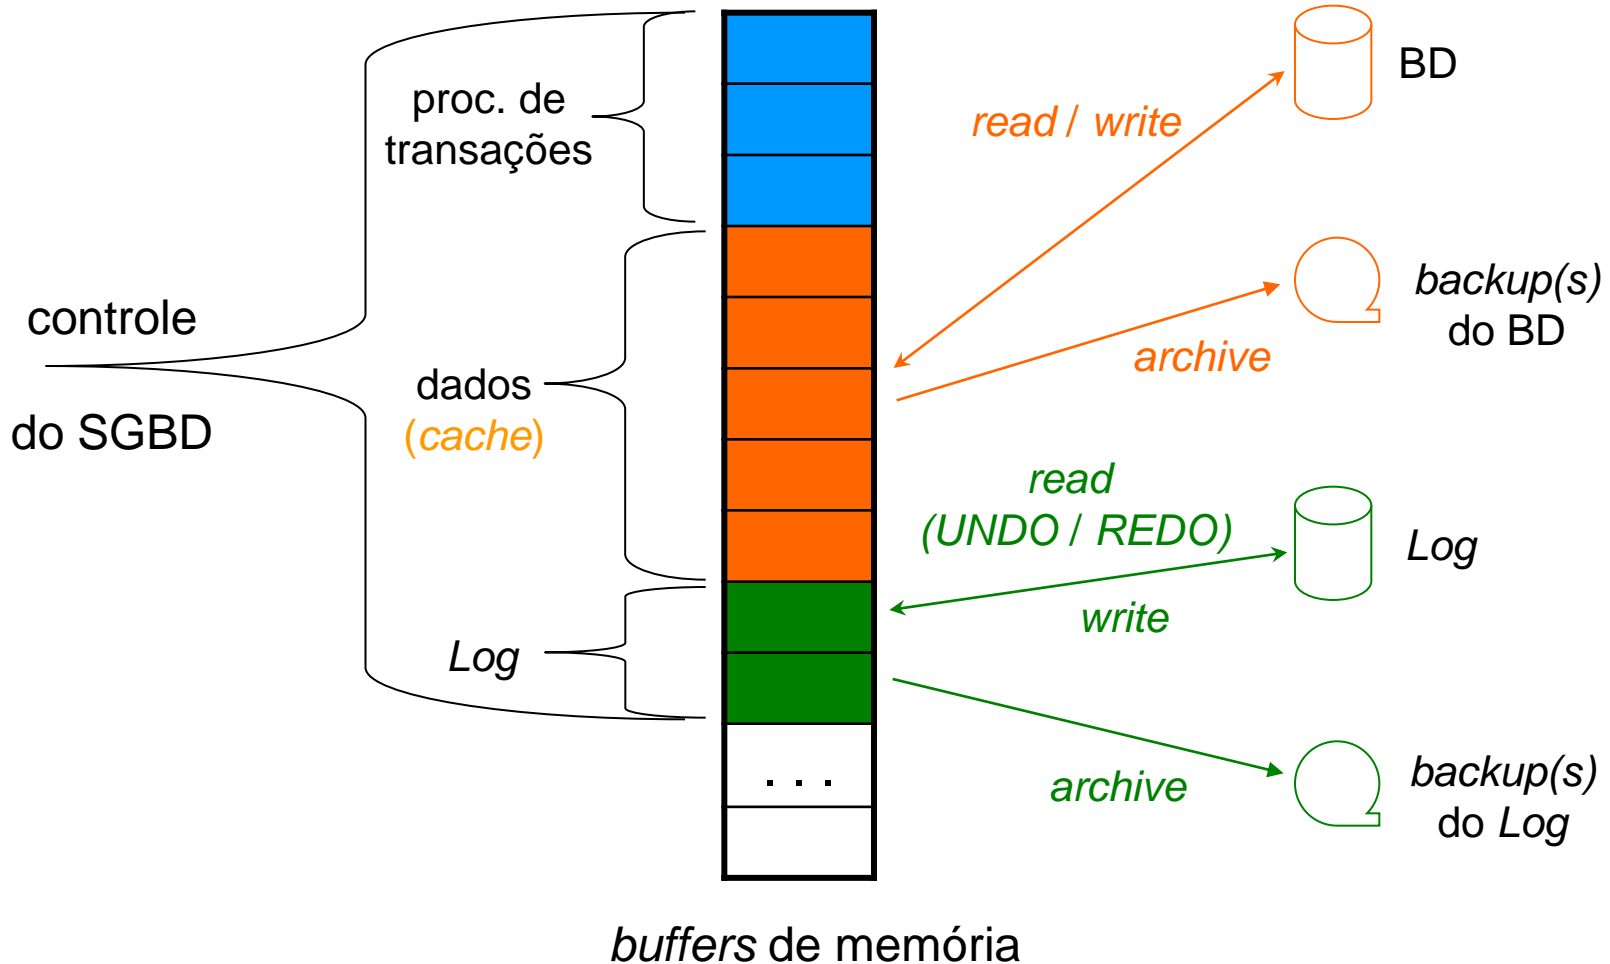 proc. de
transações
controle
do SGBD
dados
(cache)
Log
. . .
read / write
BD
archive
backup(s)
do BD
read
(UNDO / REDO)
write
Log
archive
backup(s)
do Log
buffers de memória